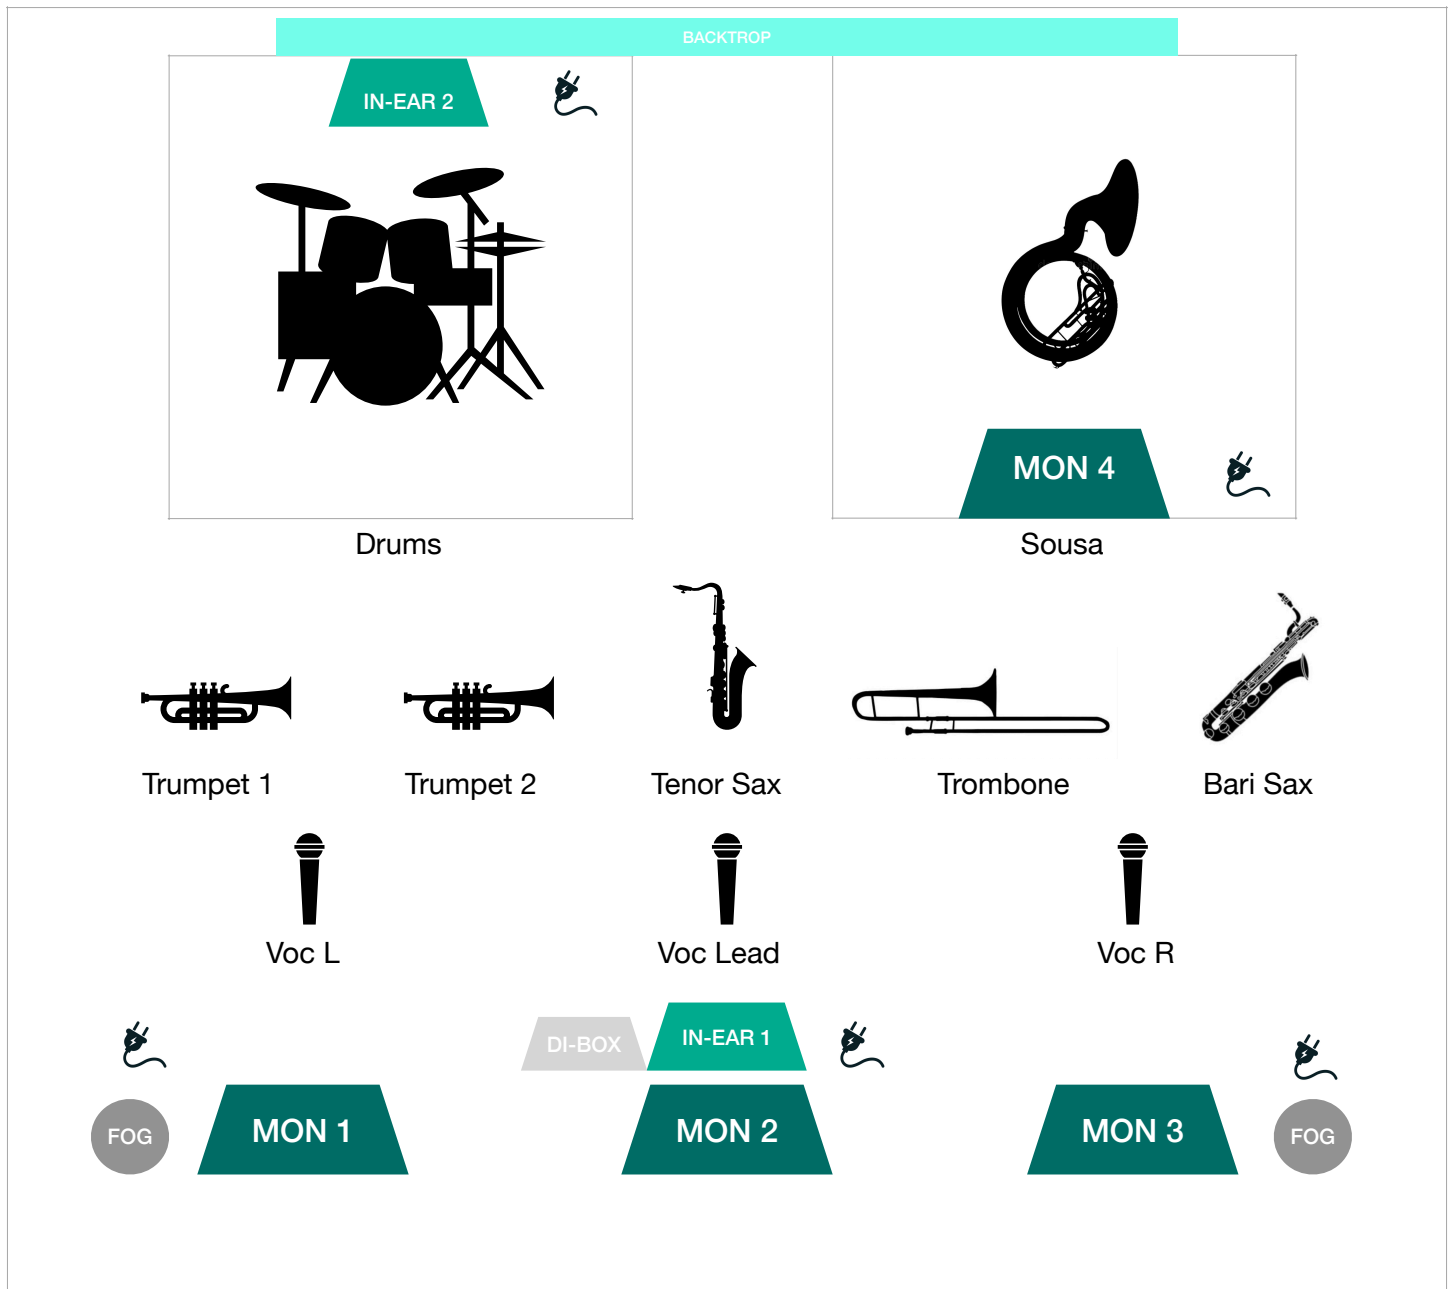 BACKTROP
IN-EAR 2
MON 4
Drums
Sousa
Trumpet 1
Trumpet 2
Tenor Sax
Trombone
Bari Sax
Voc L
Voc Lead
Voc R
DI-BOX
IN-EAR 1
FOG
MON 1
MON 2
MON 3
FOG